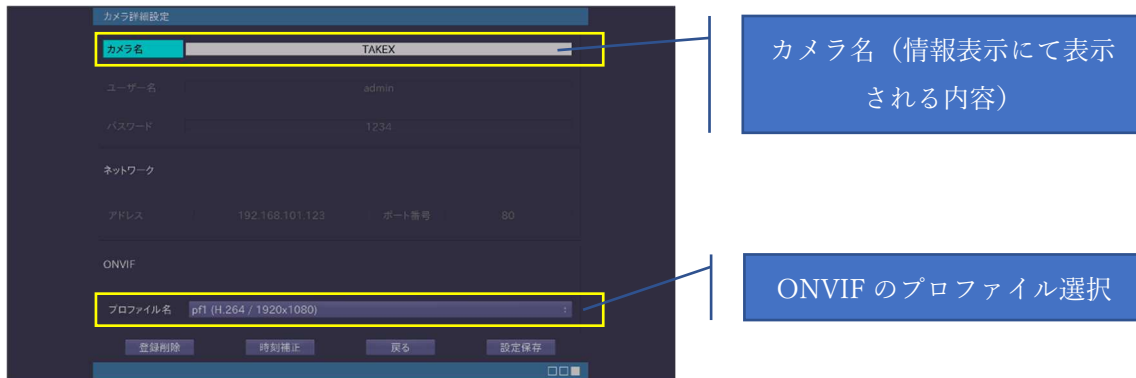 カメラ詳細設定
カメラ名 TAKEX
ユーザー名 admin
パスワード 1234
ネットワーク
アドレス 192.168.101.123 ポート番号 80
ONVIF
プロファイル名 pf1 (H.264 / 1920x1080)
登録削除 時刻補正 戻る 設定保存
カメラ名（情報表示にて表示
される内容）
ONVIF のプロファイル選択